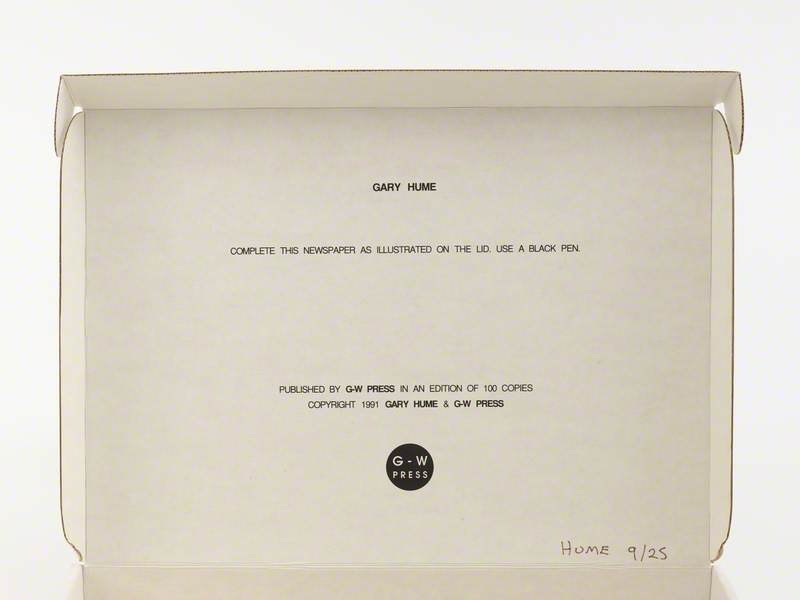 GARY HUME
COMPLETE THIS NEWSPAPER AS ILLUSTRATED ON THE LID. USE A BLACK PEN.
PUBLISHED BY G-W PRESS IN AN EDITION OF 100 COPIES
COPYRIGHT 1991 GARY HUME & G-W PRESS
G-W
PRESS
HUME 9/25